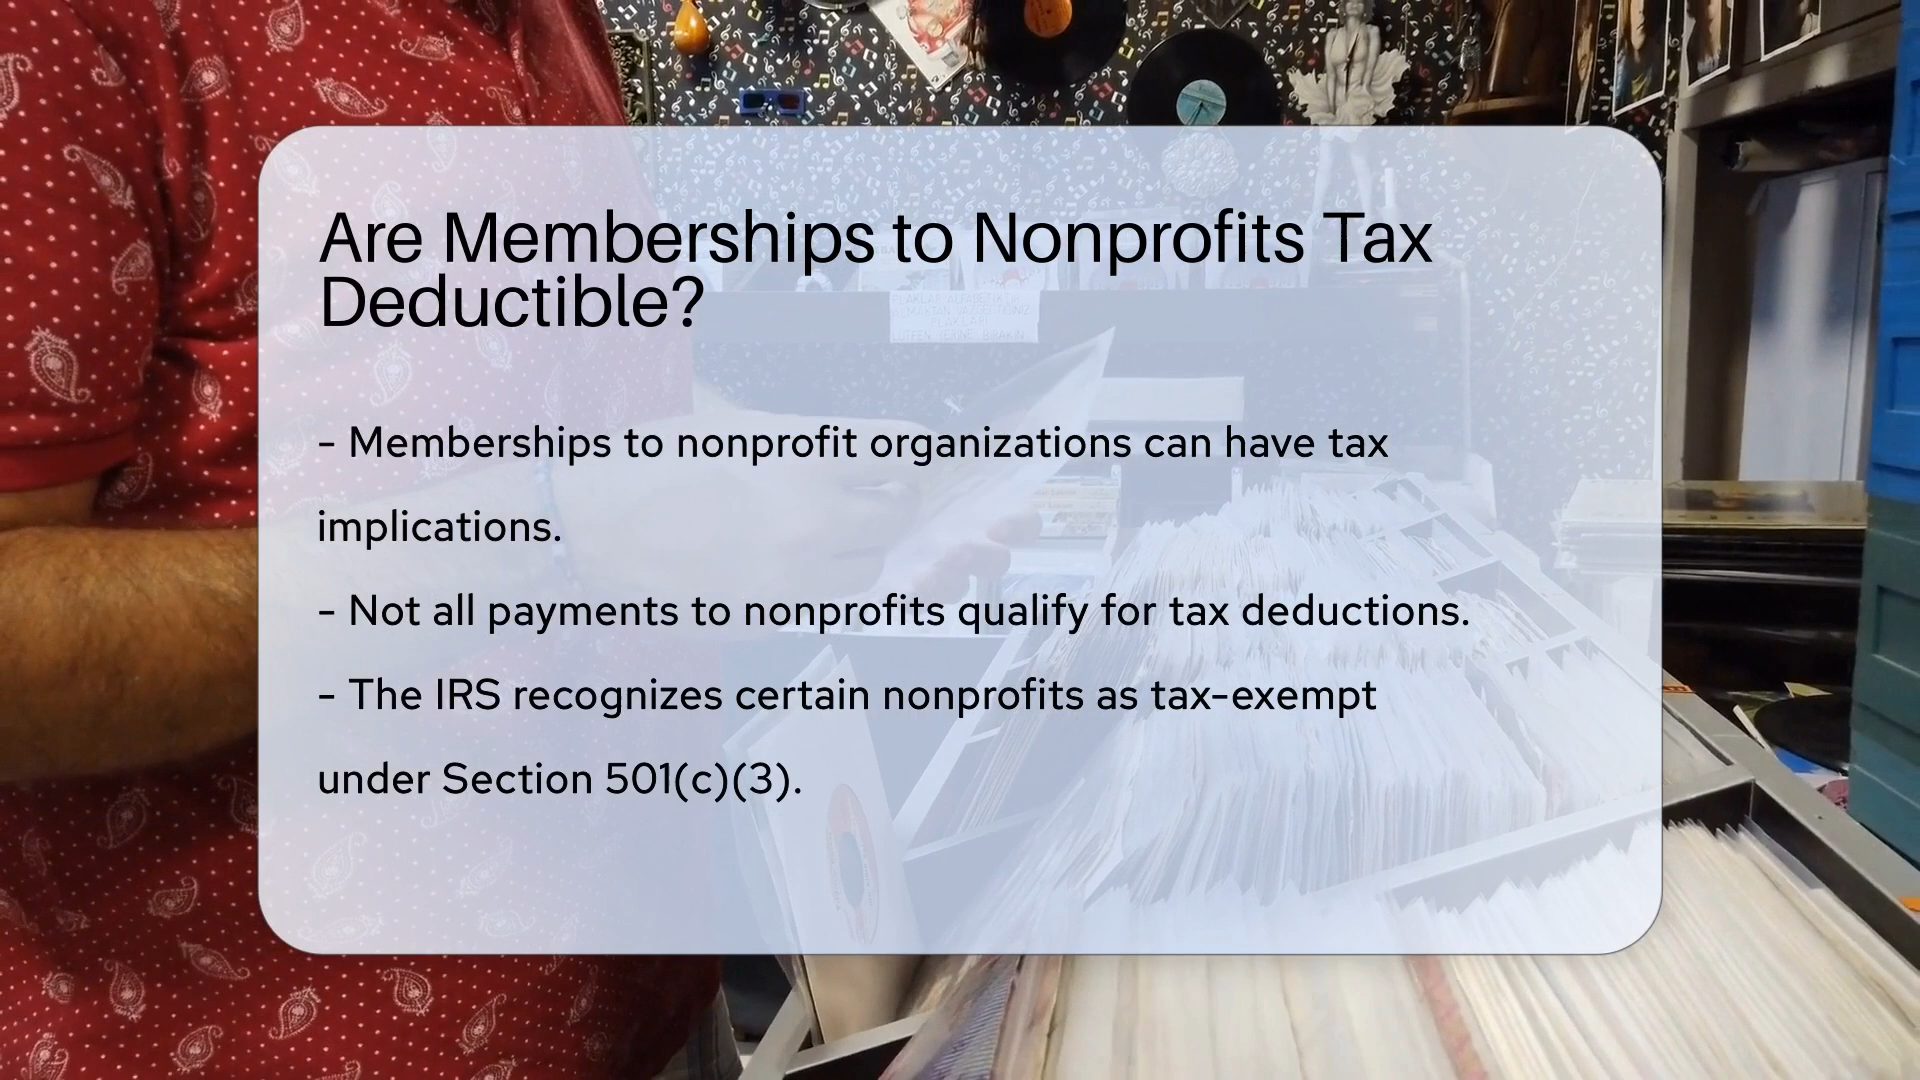 Are Memberships to Nonprofits Tax
Deductible?
- Memberships to nonprofit organizations can have tax
implications.
- Not all payments to nonprofits qualify for tax deductions.
- The IRS recognizes certain nonprofits as tax-exempt
under Section 501(c)(3).